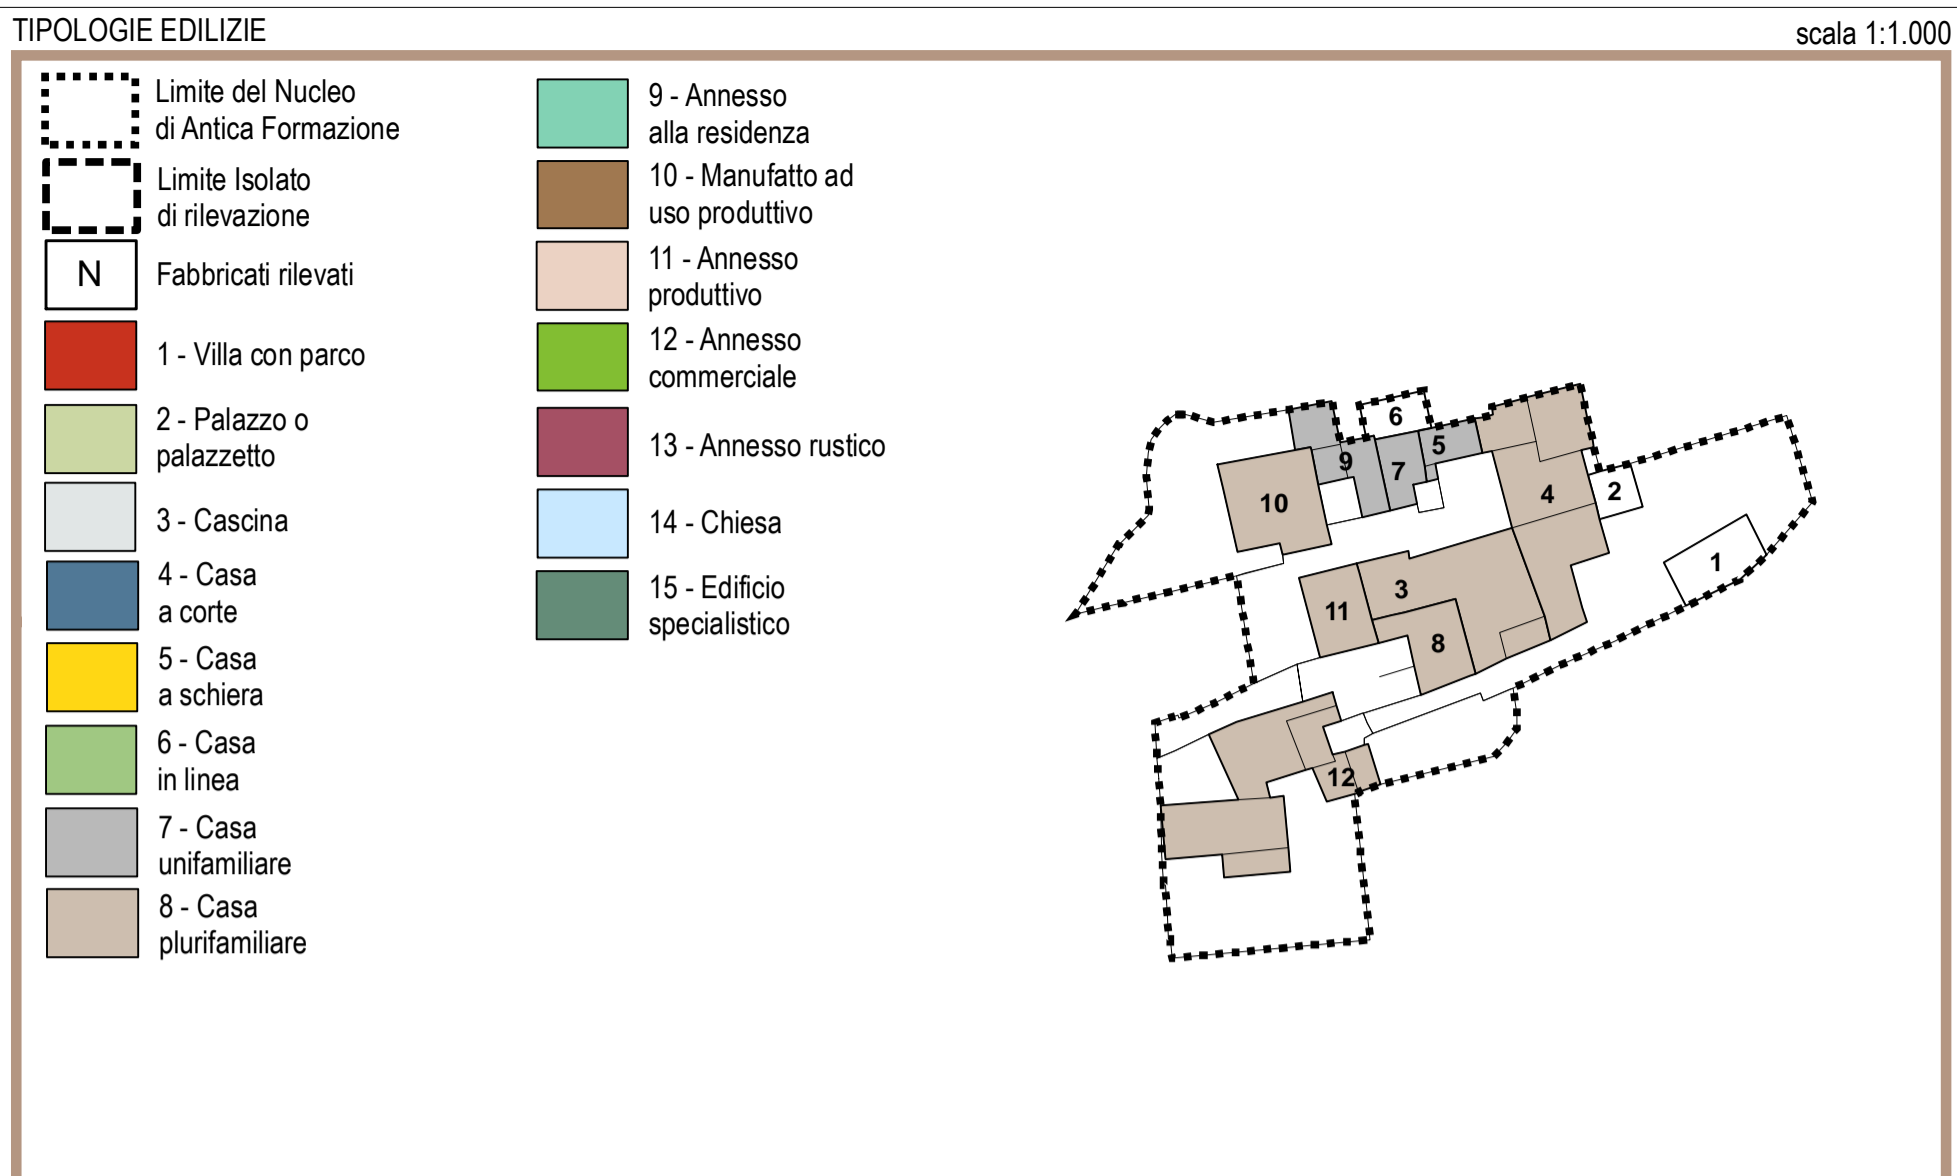 TIPOLOGIE EDILIZIE
scala 1:1.000
Limite del Nucleo
di Antica Formazione
Limite Isolato
di rilevazione
N
Fabbricati rilevati
1 - Villa con parco
2 - Palazzo o
palazzetto
3 - Cascina
4 - Casa
a corte
5 - Casa
a schiera
6 - Casa
in linea
7 - Casa
unifamiliare
8 - Casa
plurifamiliare
9 - Annesso
alla residenza
10 - Manufatto ad
uso produttivo
11 - Annesso
produttivo
12 - Annesso
commerciale
13 - Annesso rustico
14 - Chiesa
15 - Edificio
specialistico
6
5
9
7
10
4
2
1
3
11
8
12